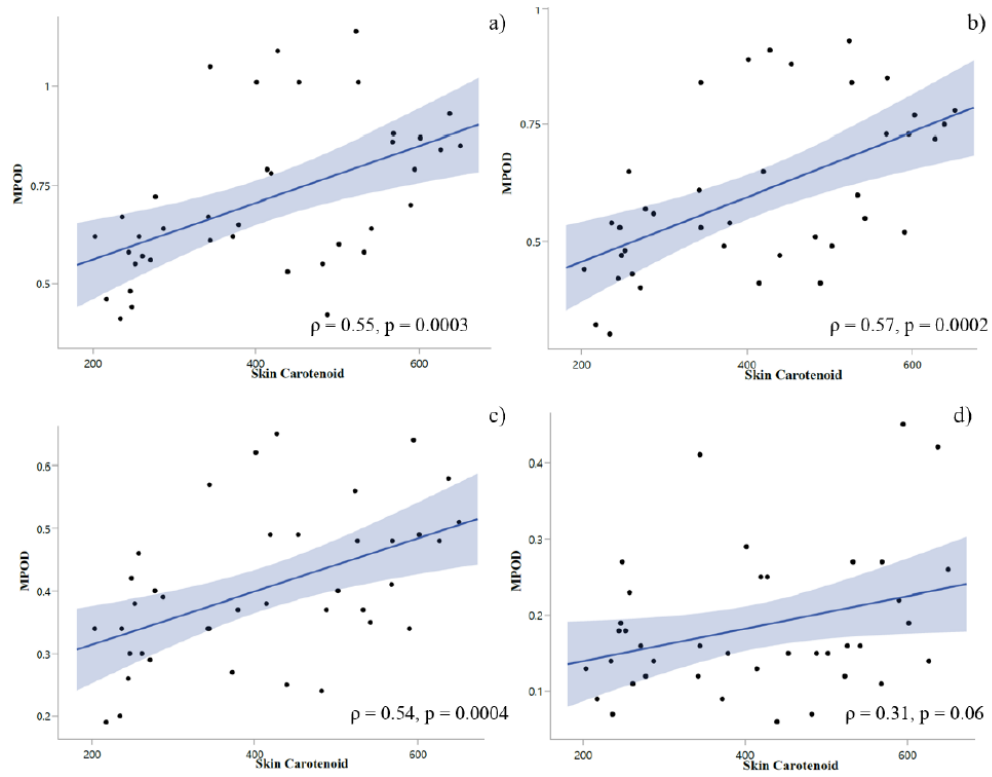 a)
1
0.75
0.5
MPOD
ρ = 0.55, p = 0.0003
200
400
600
Skin Carotenoid
b)
1
0.75
0.5
MPOD
ρ = 0.57, p = 0.0002
200
400
600
Skin Carotenoid
c)
0.6
0.5
0.4
0.3
0.2
MPOD
ρ = 0.54, p = 0.0004
200
400
600
Skin Carotenoid
d)
0.4
0.3
0.2
0.1
MPOD
ρ = 0.31, p = 0.06
200
400
600
Skin Carotenoid